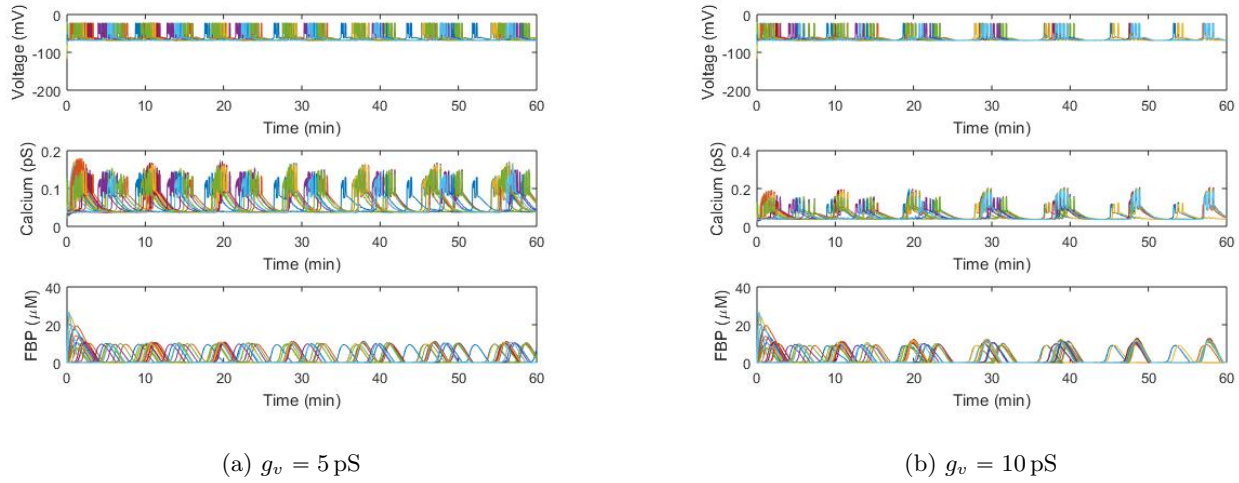 Voltage (mV)
0
-100
-200
0 10 20 30 40 50 60
Time (min)
Calcium (pS)
0.2
0.1
0
0 10 20 30 40 50 60
Time (min)
FBP (μM)
40
20
0
0 10 20 30 40 50 60
Time (min)
(a) g_v = 5 pS
Voltage (mV)
0
-100
-200
0 10 20 30 40 50 60
Time (min)
Calcium (pS)
0.4
0.2
0
0 10 20 30 40 50 60
Time (min)
FBP (μM)
40
20
0
0 10 20 30 40 50 60
Time (min)
(b) g_v = 10 pS